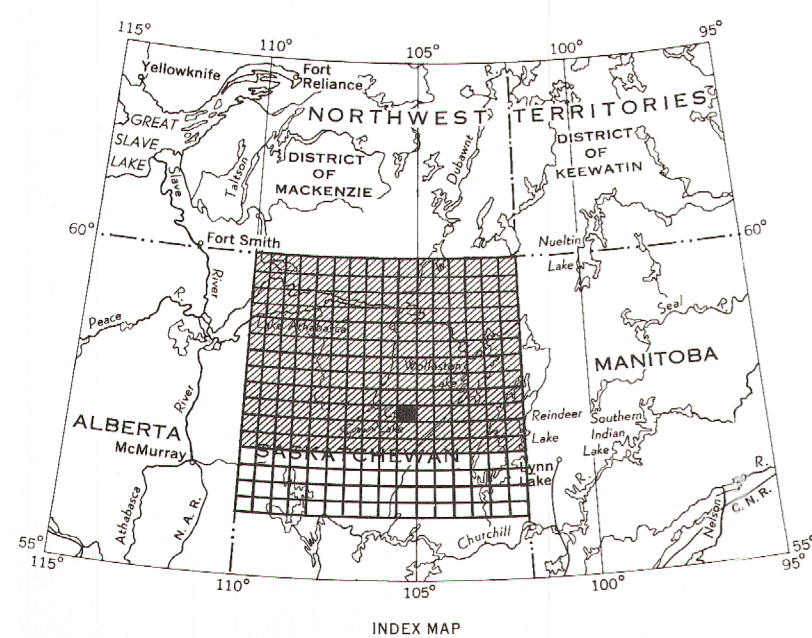 115°
110°
105°
100°
95°
Yellowknife
Fort
Reliance
R.
NORTHWEST TERRITORIES
GREAT
SLAVE
LAKE
Slave
Taltson
DISTRICT
OF
MACKENZIE
Dubawnt
DISTRICT
OF
KEEWATIN
60°
Fort Smith
Nueltin
Lake
60°
River
R.
Peace
Lake Athabasca
Seal R.
Wollaston
Lake
MANITOBA
River
ALBERTA
McMurray
Reindeer
Lake
Southern
Indian
Lake
SASKATCHEWAN
Lynn
Lake
R.
Athabasca
N. A. R.
Churchill
Nelson
R.
C.N.R.
55°
115°
110°
105°
100°
55°
95°
INDEX MAP